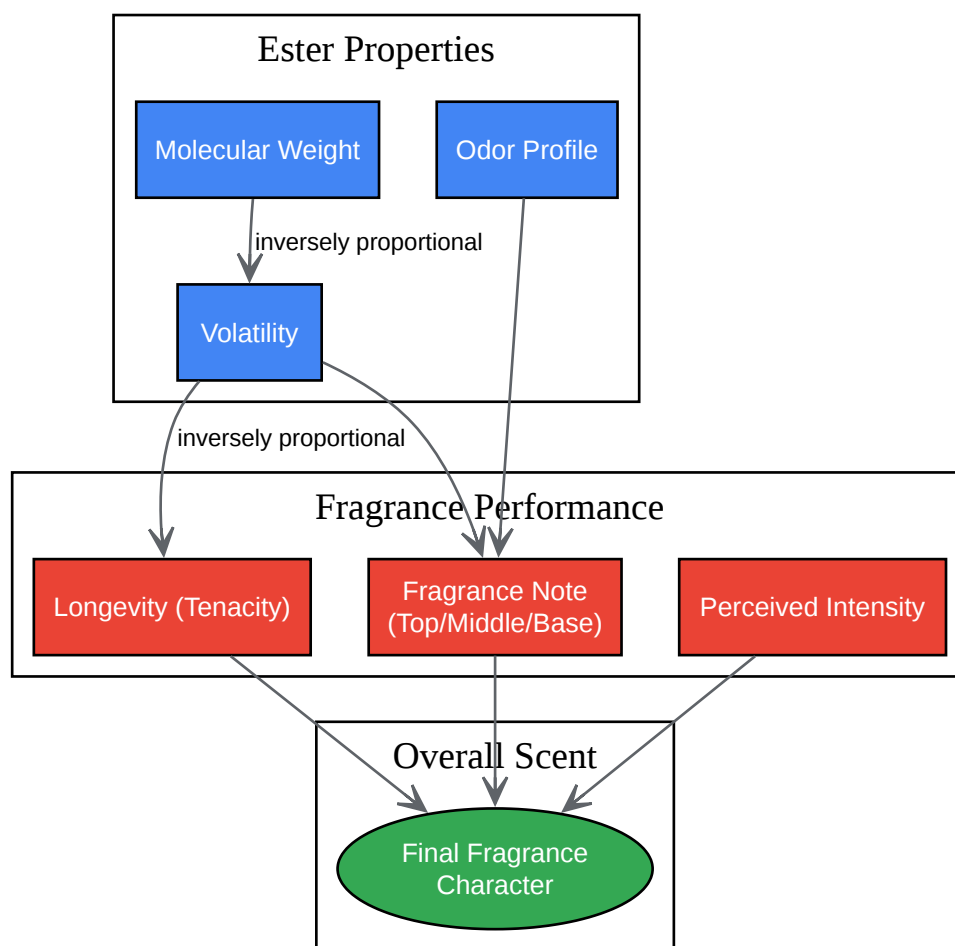 Ester Properties
Molecular Weight
Odor Profile
inversely proportional
Volatility
inversely proportional
Fragrance Performance
Longevity (Tenacity)
Fragrance Note
(Top/Middle/Base)
Perceived Intensity
Overall Scent
Final Fragrance
Character